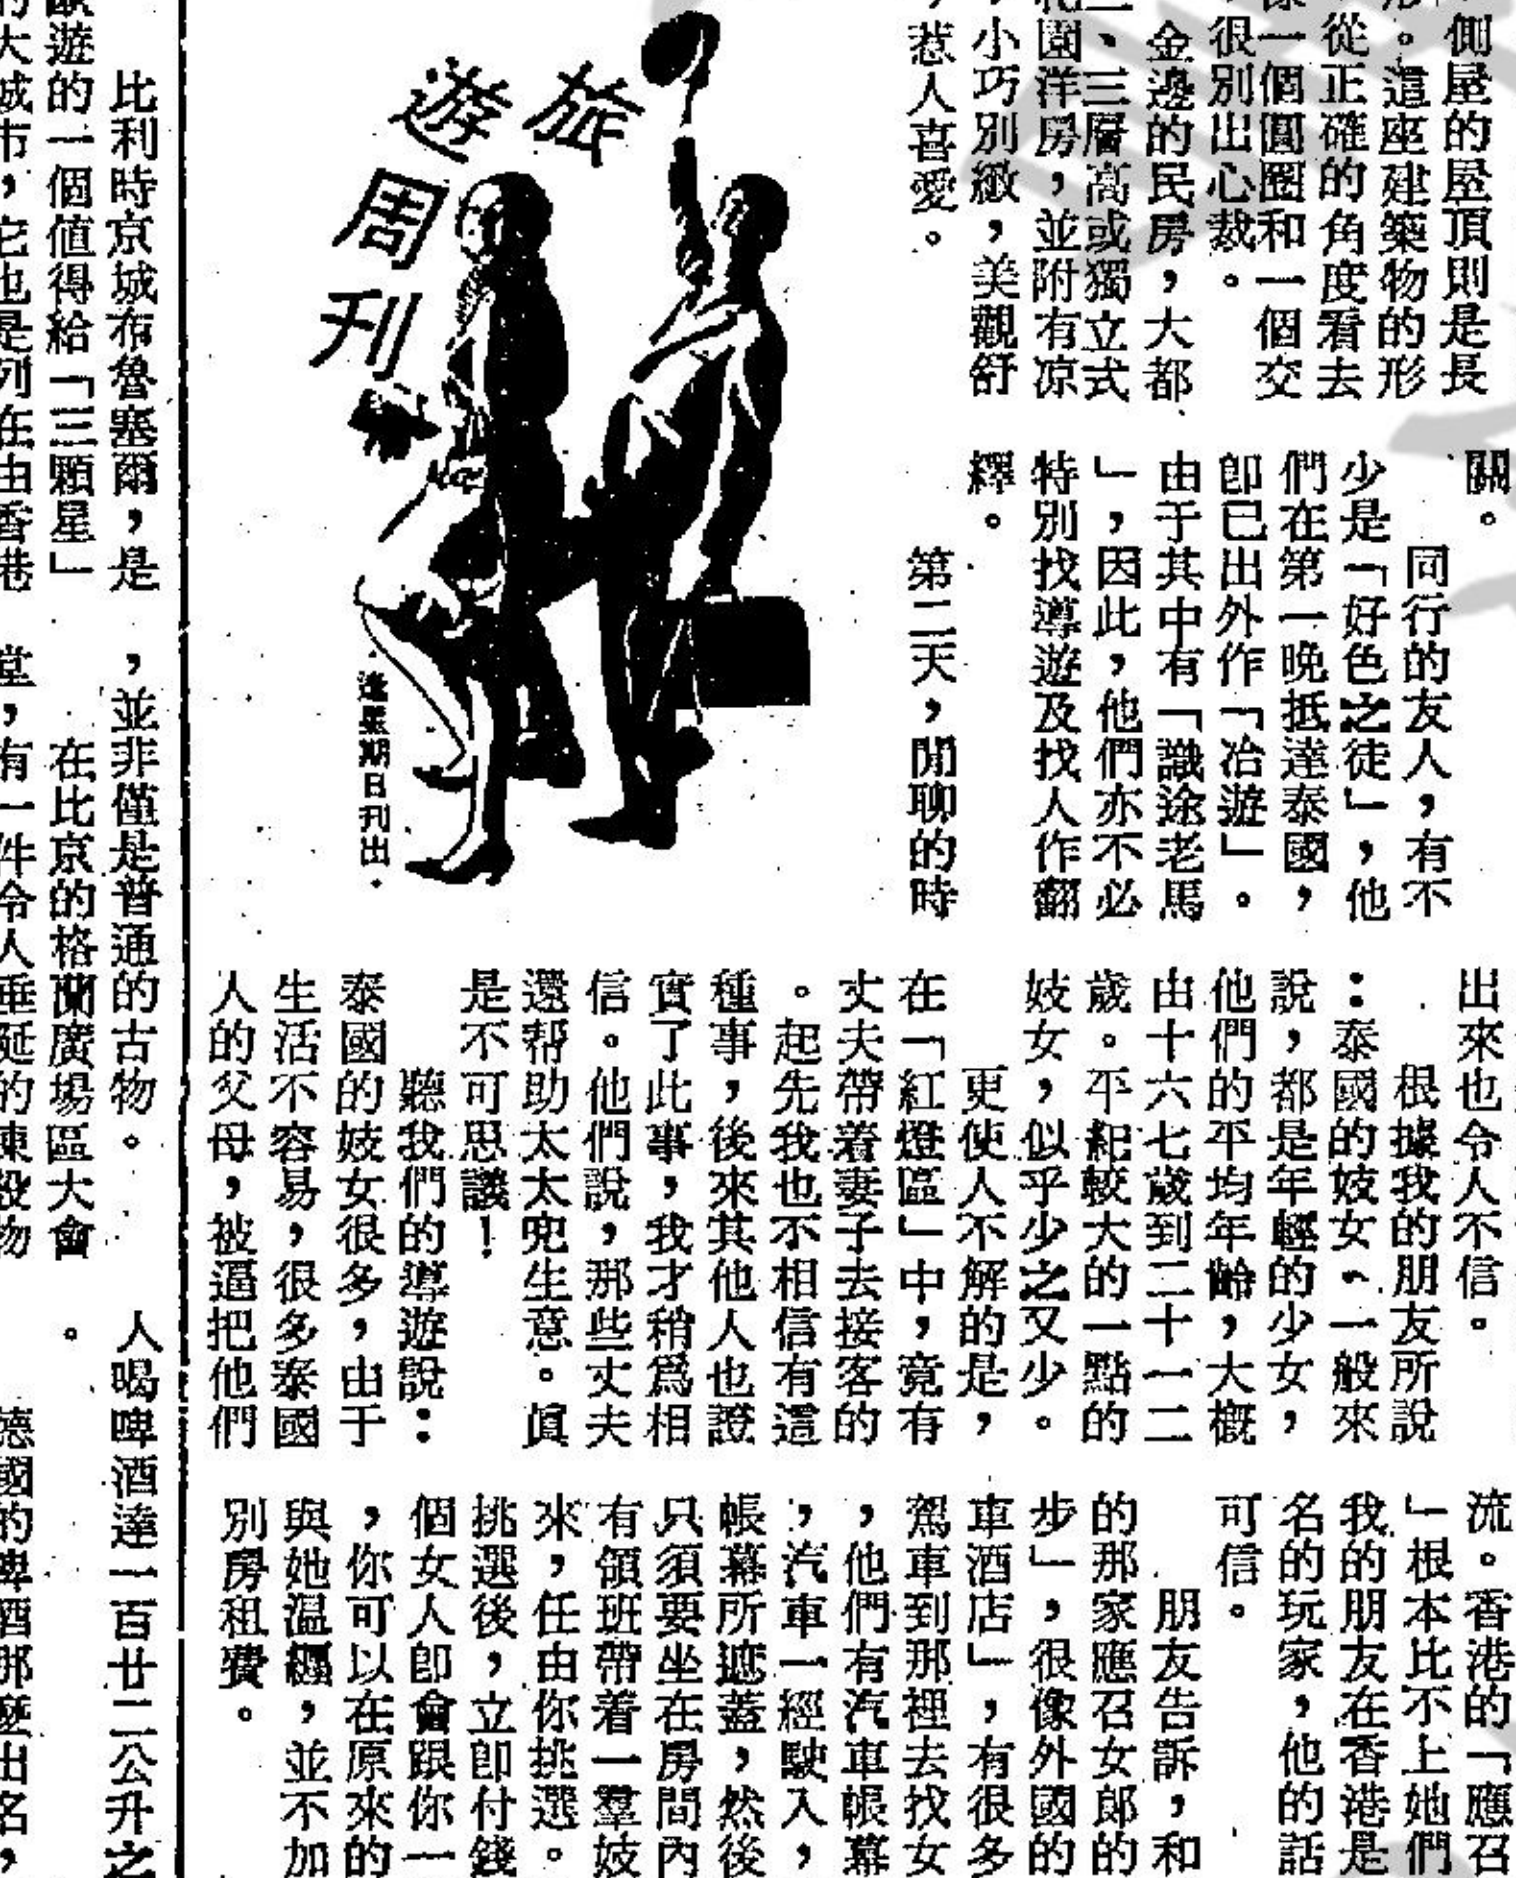 側屋的屋頂則是長
。這座建築物的形
從正確的角度看去
一個圓圈和一個交
很別出心裁。
金邊的民房，大都
、三層高或獨立式
園洋房，並附有凉
小巧別緻，美觀舒
惹人喜愛。
旅遊
周刊
·逢星期日刊出·
關。
同行的友人，有不
少是「好色之徒」，他
們在第一晚抵達泰國，
卽已出外作「冶遊」。
由于其中有「識途老馬
」，因此，他們亦不必
特別找導遊及找人作翻
繹。
第二天，閒聊的時
出來也令人不信。
根據我的朋友所說
：泰國的妓女，一般來
說，都是年輕的少女，
他們的平均年齡，大概
由十六七歲到二十一二
歲。年紀較大的一點的
妓女，似乎少之又少。
更使人不解的是，
在「紅燈區」中，竟有
丈夫帶着妻子去接客的
。起先我也不相信有這
種事，後來其他人也證
實了此事，我才稍爲相
信。他們說，那些丈夫
還帮助太太兜生意。眞
是不可思議！
聽我們的導遊說：
泰國的妓女很多，由于
生活不容易，很多泰國
人的父母，被逼把他們
流。香港的「應召
」根本比不上她們
我的朋友在香港是
名的玩家，他的話
可信。
朋友告訴，和
的那家應召女郎的
步」，很像外國的
車酒店」，有很多
駕車到那裡去找女
，他們有汽車帳幕
，汽車一經駛入，
帳幕所遮蓋，然後
只須要坐在房間內
有領班帶着一羣妓
來，任由你挑選。
挑選後，立卽付錢
個女人卽會跟你一
，你可以在原來的
與她溫纏，並不加
別房租費。
比利時京城布魯塞爾，是
歐遊的一個值得給「三顆星」
的大城市，它也是列在由香港
，並非僅是普通的古物。
在比京的格蘭廣場區大會
堂，有一件令人垂涎的
人喝啤酒達一百廿二公升之
。
德國的啤酒那麼出名，